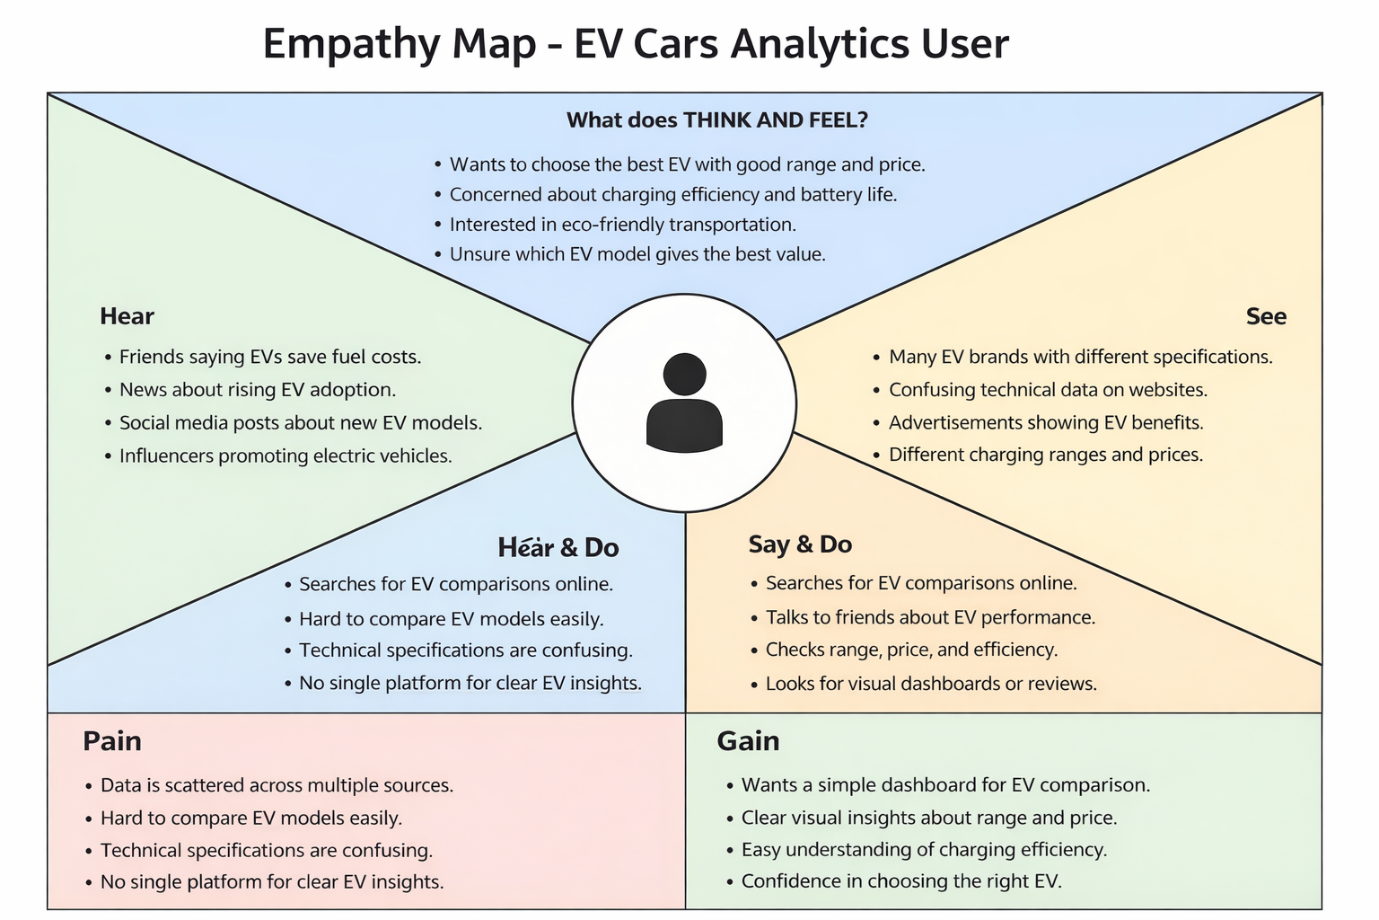 Empathy Map - EV Cars Analytics User
What does THINK AND FEEL?
• Wants to choose the best EV with good range and price.
• Concerned about charging efficiency and battery life.
• Interested in eco-friendly transportation.
• Unsure which EV model gives the best value.
Hear
• Friends saying EVs save fuel costs.
• News about rising EV adoption.
• Social media posts about new EV models.
• Influencers promoting electric vehicles.
See
• Many EV brands with different specifications.
• Confusing technical data on websites.
• Advertisements showing EV benefits.
• Different charging ranges and prices.
Héàr & Do
• Searches for EV comparisons online.
• Hard to compare EV models easily.
• Technical specifications are confusing.
• No single platform for clear EV insights.
Say & Do
• Searches for EV comparisons online.
• Talks to friends about EV performance.
• Checks range, price, and efficiency.
• Looks for visual dashboards or reviews.
Pain
• Data is scattered across multiple sources.
• Hard to compare EV models easily.
• Technical specifications are confusing.
• No single platform for clear EV insights.
Gain
• Wants a simple dashboard for EV comparison.
• Clear visual insights about range and price.
• Easy understanding of charging efficiency.
• Confidence in choosing the right EV.